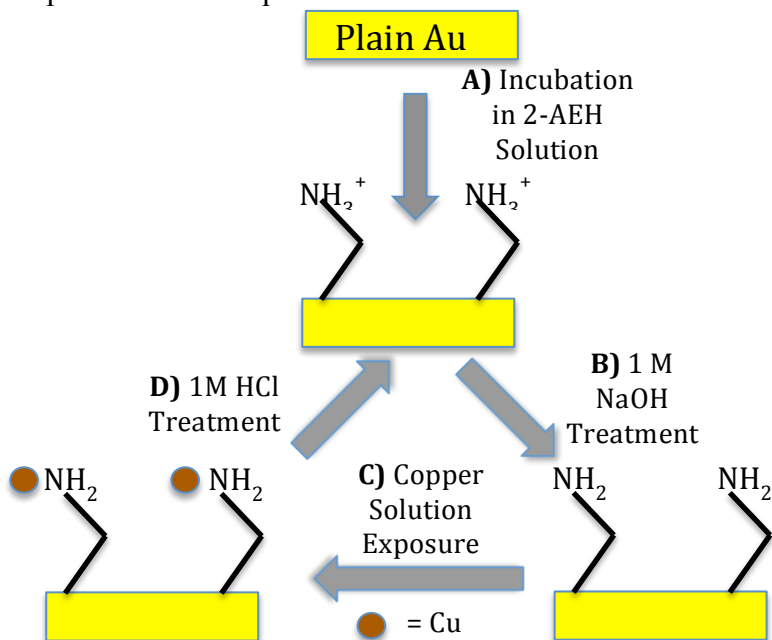 Plain Au
A) Incubation
in 2-AEH
Solution
NH₃⁺
NH₃⁺
B) 1 M
NaOH
Treatment
D) 1M HCl
Treatment
NH₂
NH₂
C) Copper
Solution
Exposure
NH₂
NH₂
= Cu